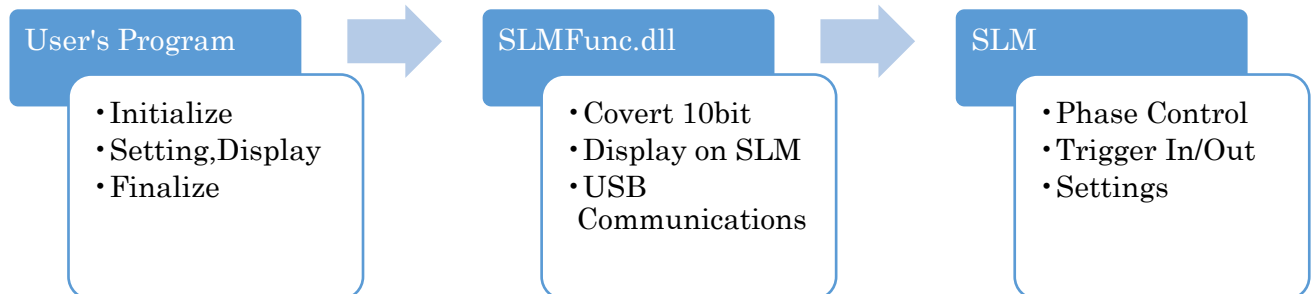 User's Program
・Initialize
・Setting,Display
・Finalize
SLMFunc.dll
・Covert 10bit
・Display on SLM
・USB
Communications
SLM
・Phase Control
・Trigger In/Out
・Settings